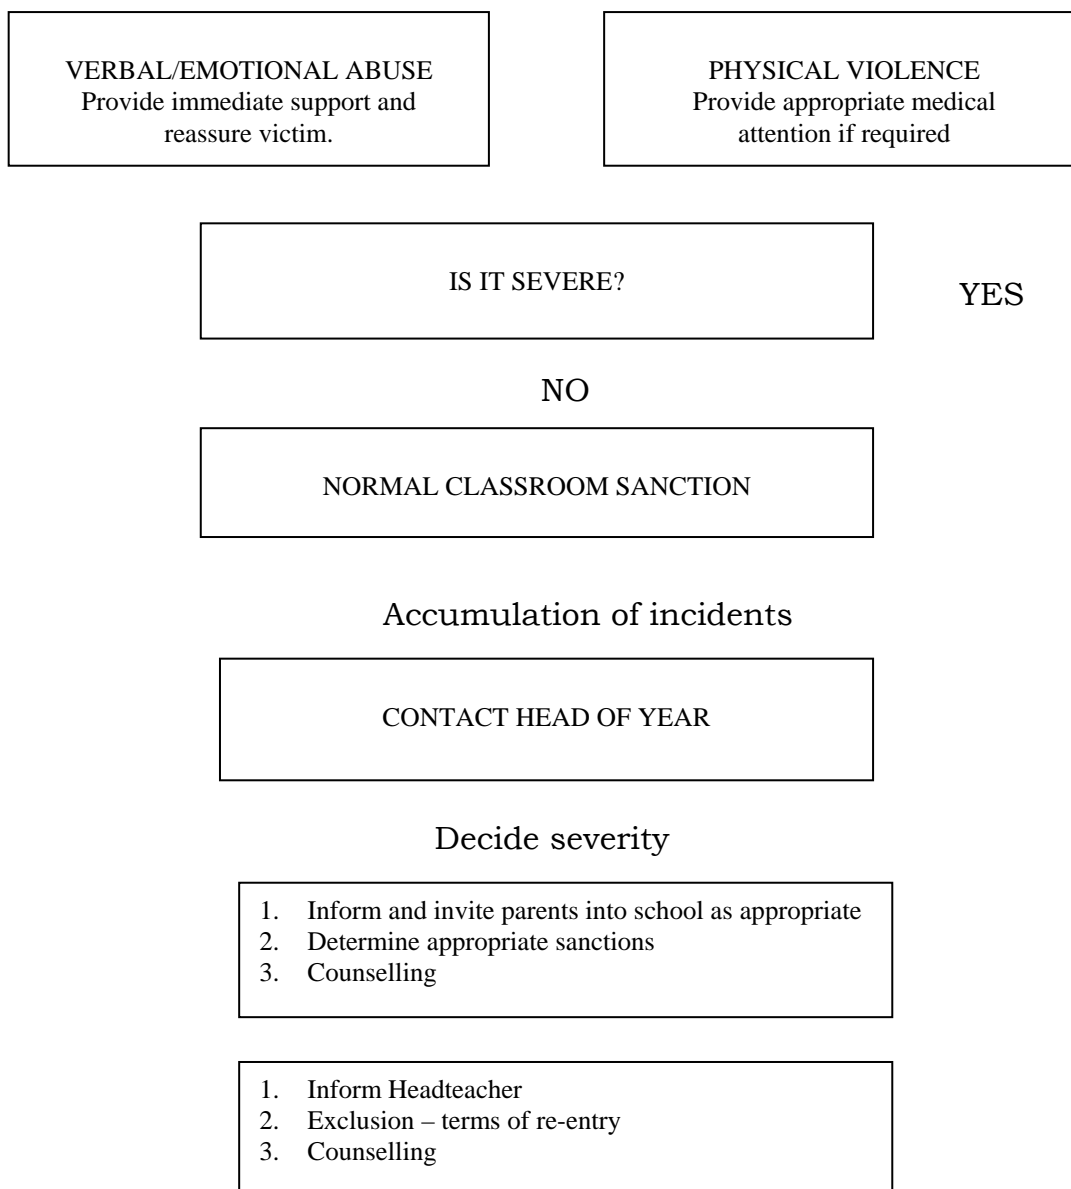 VERBAL/EMOTIONAL ABUSE
Provide immediate support and
reassure victim.
PHYSICAL VIOLENCE
Provide appropriate medical
attention if required
IS IT SEVERE?
YES
NO
NORMAL CLASSROOM SANCTION
Accumulation of incidents
CONTACT HEAD OF YEAR
Decide severity
1. Inform and invite parents into school as appropriate
2. Determine appropriate sanctions
3. Counselling
1. Inform Headteacher
2. Exclusion – terms of re-entry
3. Counselling